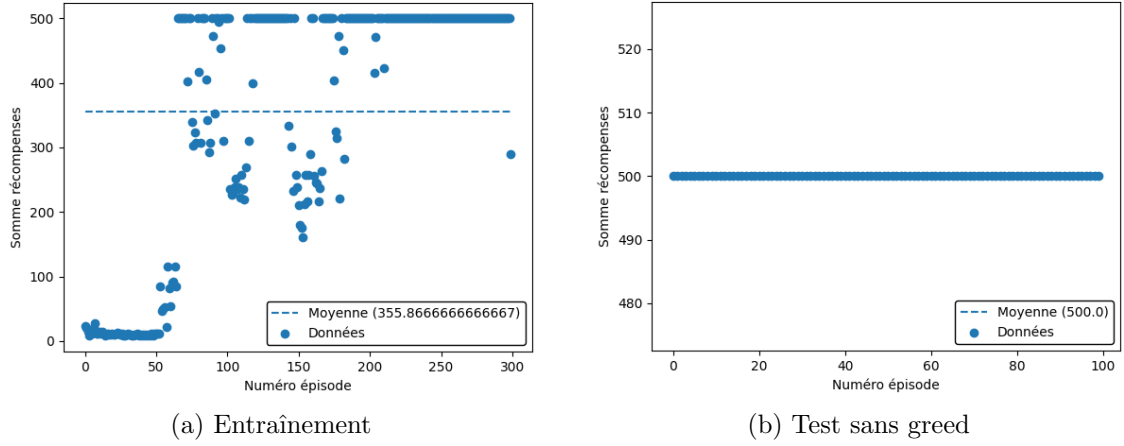 500
400
300
200
100
0
Somme récompenses
0 50 100 150 200 250 300
Numéro épisode
Moyenne (355.8666666666667)
Données
(a) Entraînement
520
510
500
490
480
Somme récompenses
0 20 40 60 80 100
Numéro épisode
Moyenne (500.0)
Données
(b) Test sans greed